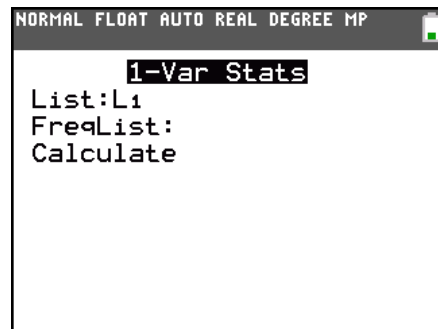 NORMAL FLOAT AUTO REAL DEGREE MP
1-Var Stats
List:L₁
FreqList:
Calculate